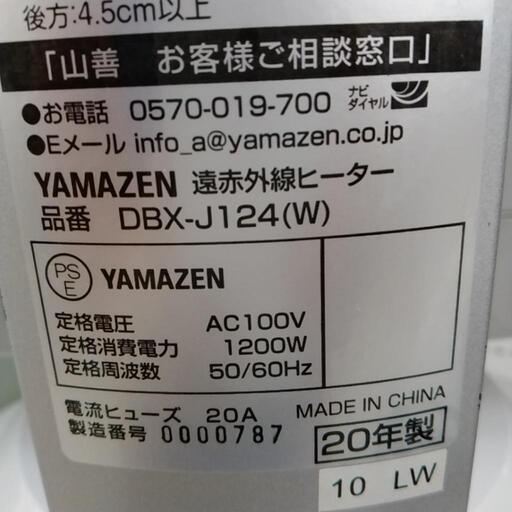 後方:4.5cm以上
「山善 お客様ご相談窓口」
●お電話 0570-019-700 ナビダイヤル
●Eメール info_a@yamazen.co.jp
YAMAZEN 遠赤外線ヒーター
品番 DBX-J124(W)
PSE YAMAZEN
定格電圧 AC100V
定格消費電力 1200W
定格周波数 50/60Hz
電流ヒューズ 20A MADE IN CHINA
製造番号 0000787 20年製
10 LW